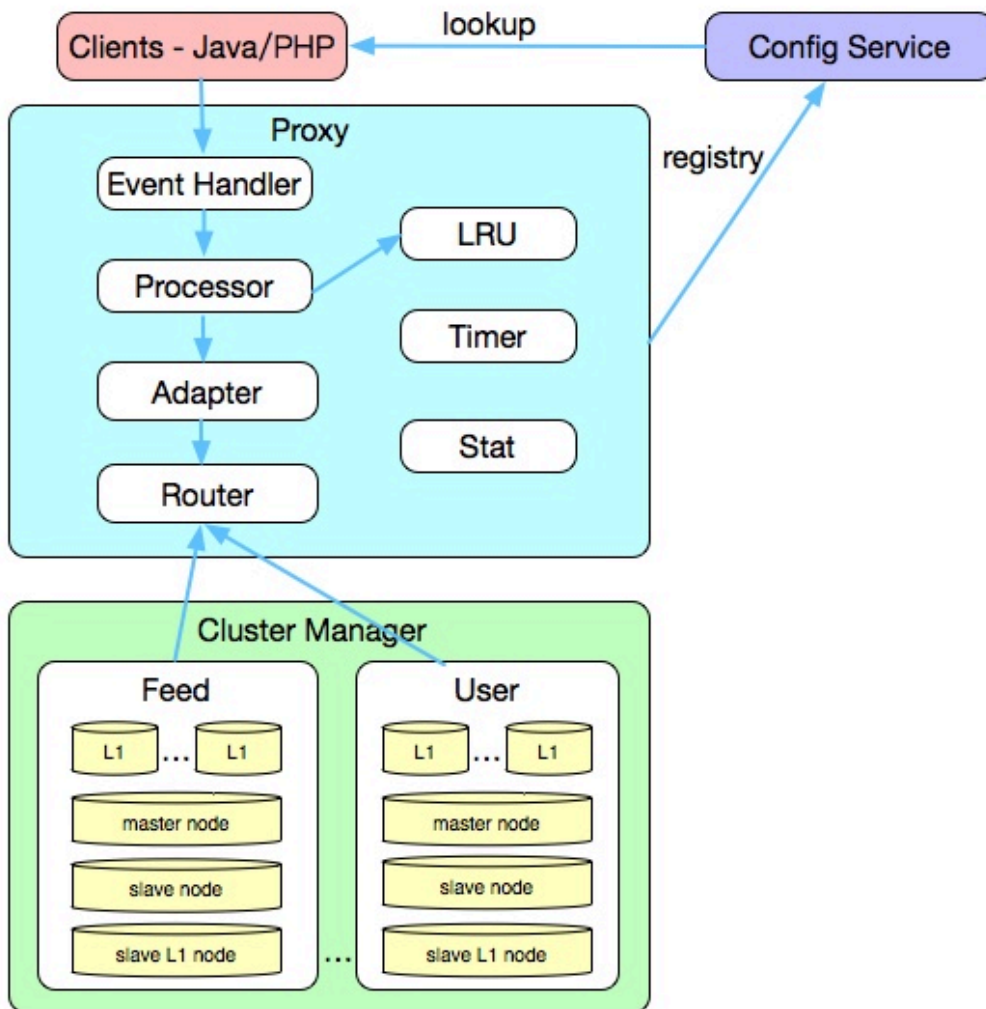 Clients - Java/PHP
lookup
Config Service
Proxy
registry
Event Handler
LRU
Processor
Timer
Adapter
Stat
Router
Cluster Manager
Feed
User
L1 ... L1
L1 ... L1
master node
master node
slave node
slave node
slave L1 node
...
slave L1 node